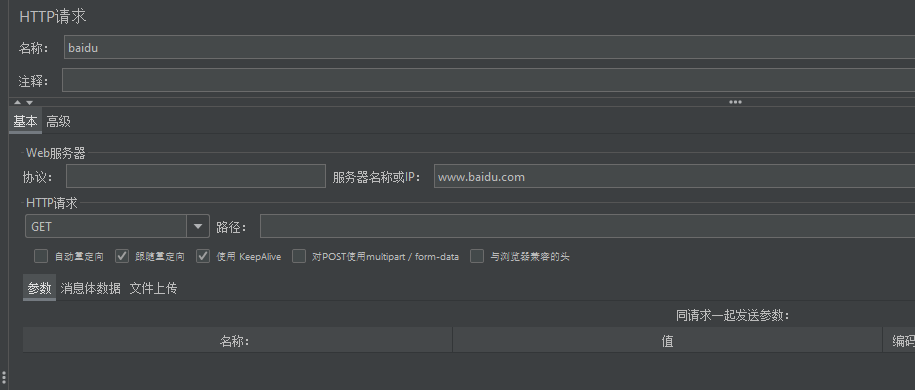 HTTP请求
名称： baidu
注释：
基本 高级
Web服务器
协议： 服务器名称或IP： www.baidu.com
HTTP请求
GET 路径：
自动重定向 跟随重定向 使用 KeepAlive 对POST使用multipart / form-data 与浏览器兼容的头
参数 消息体数据 文件上传
同请求一起发送参数：
名称： 值 编码